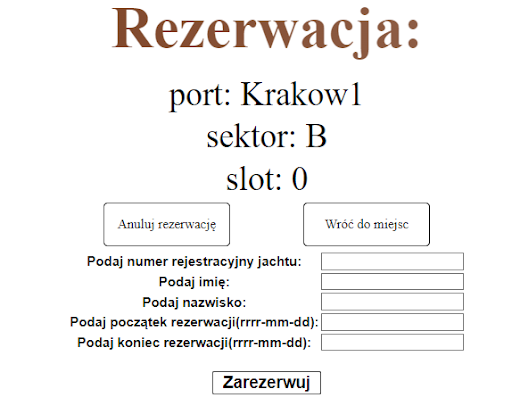 Rezerwacja:
port: Krakow1
sektor: B
slot: 0
Anuluj rezerwację Wróć do miejsc
Podaj numer rejestracyjny jachtu:
Podaj imię:
Podaj nazwisko:
Podaj początek rezerwacji(rrrr-mm-dd):
Podaj koniec rezerwacji(rrrr-mm-dd):
Zarezerwuj